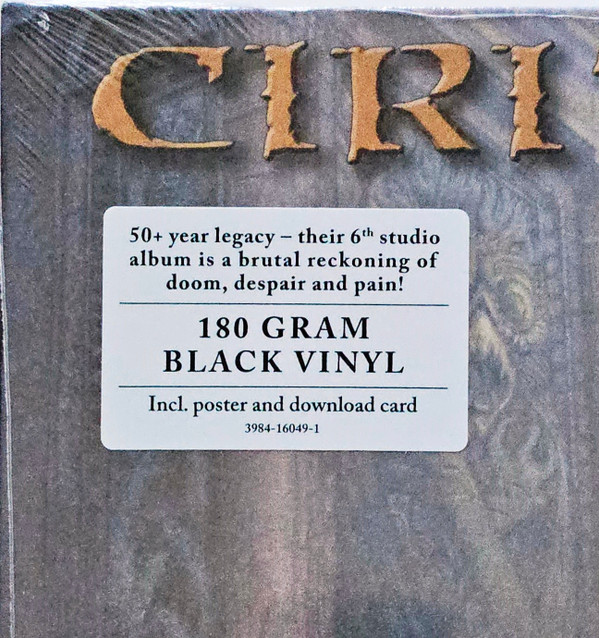 CIRI
50+ year legacy – their 6th studio
album is a brutal reckoning of
doom, despair and pain!
180 GRAM
BLACK VINYL
Incl. poster and download card
3984-16049-1